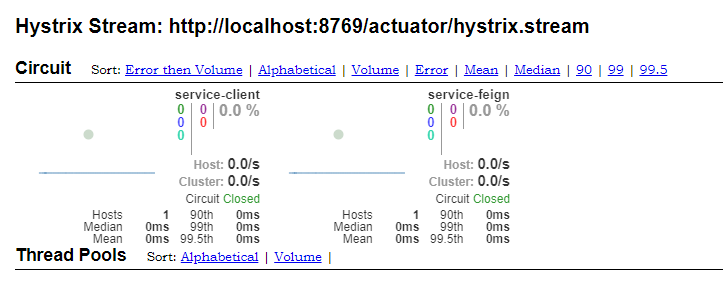 Hystrix Stream: http://localhost:8769/actuator/hystrix.stream
Circuit Sort: Error then Volume | Alphabetical | Volume | Error | Mean | Median | 90 | 99 | 99.5
service-client service-feign
0 0 0.0 % 0 0 0.0 %
0 0 0 0
0 0
Host: 0.0/s Host: 0.0/s
Cluster: 0.0/s Cluster: 0.0/s
Circuit Closed Circuit Closed
Hosts 1 90th 0ms Hosts 1 90th 0ms
Median 0ms 99th 0ms Median 0ms 99th 0ms
Mean 0ms 99.5th 0ms Mean 0ms 99.5th 0ms
Thread Pools Sort: Alphabetical | Volume |